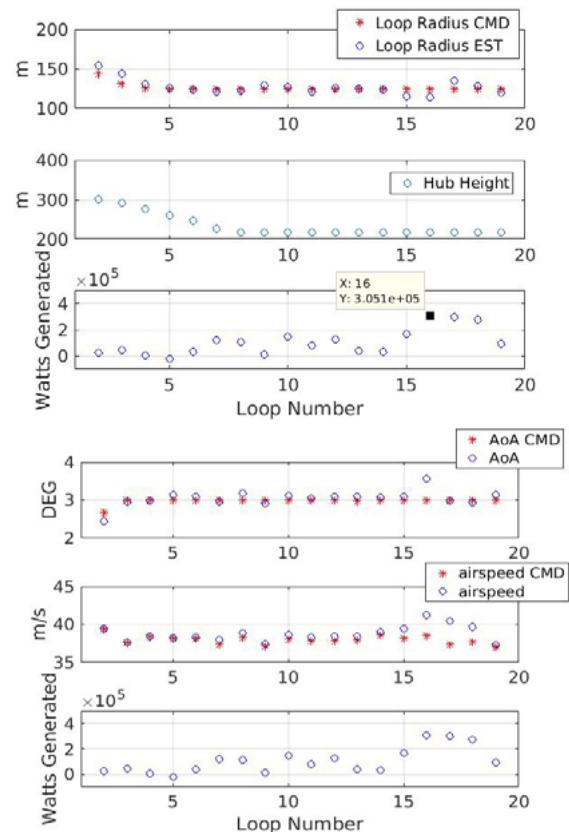 200
150
100
m
Loop Radius CMD
Loop Radius EST
5
10
15
20
400
300
200
m
Hub Height
5
10
15
20
×10^5
4
2
0
Watts Generated
X: 16
Y: 3.051e+05
5
10
15
20
Loop Number
AoA CMD
AoA
4
3
2
DEG
5
10
15
20
airspeed CMD
airspeed
45
40
35
m/s
5
10
15
20
×10^5
4
2
0
Watts Generated
5
10
15
20
Loop Number